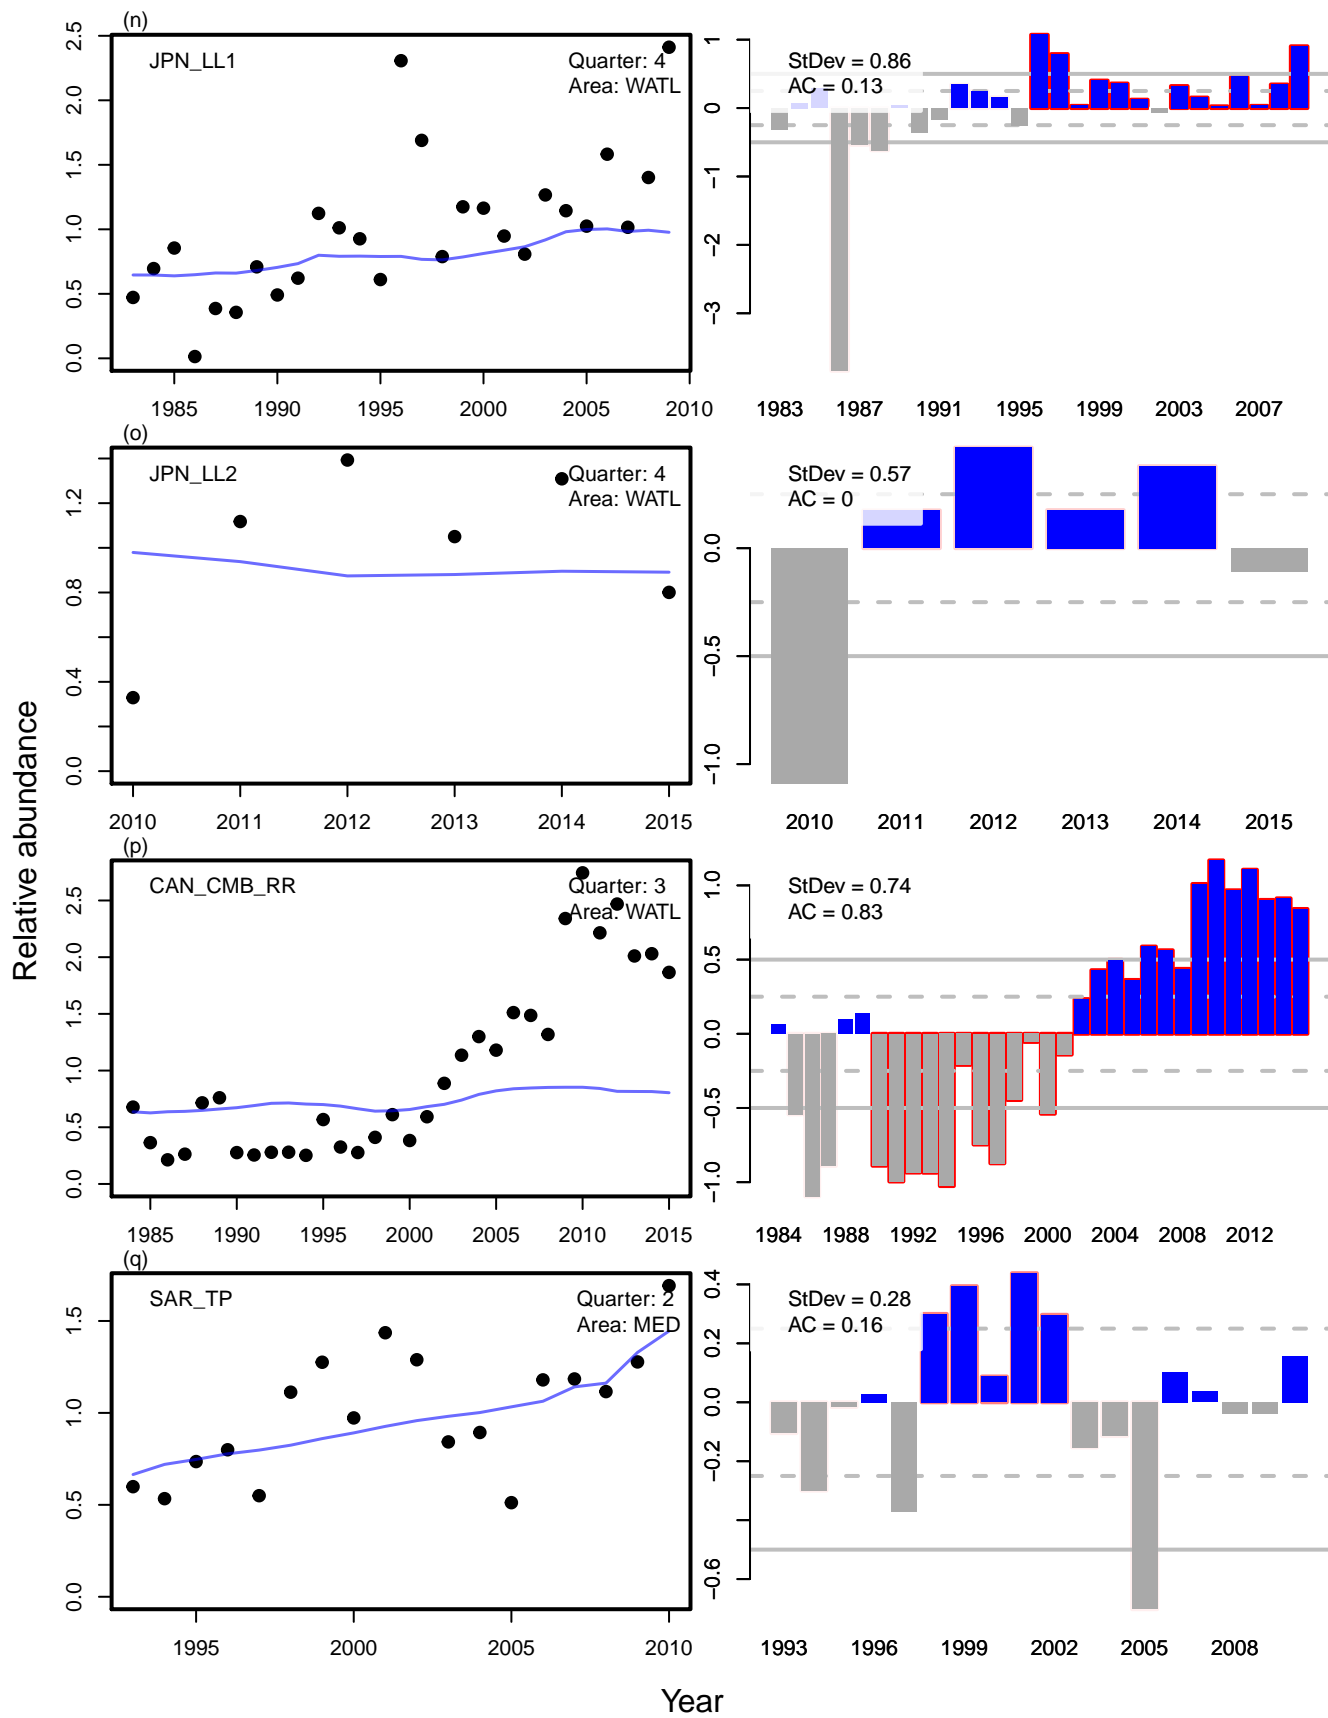 (n)
JPN_LL1
Quarter: 4
Area: WATL
0.0 0.5 1.0 1.5 2.0 2.5
1985 1990 1995 2000 2005 2010
StDev = 0.86
AC = 0.13
−3 −2 −1 0 1
1983 1987 1991 1995 1999 2003 2007
(o)
JPN_LL2
Quarter: 4
Area: WATL
0.0 0.4 0.8 1.2
2010 2011 2012 2013 2014 2015
StDev = 0.57
AC = 0
−1.0 −0.5 0.0
2010 2011 2012 2013 2014 2015
(p)
CAN_CMB_RR
Quarter: 3
Area: WATL
0.0 0.5 1.0 1.5 2.0 2.5
1985 1990 1995 2000 2005 2010 2015
StDev = 0.74
AC = 0.83
−1.0 −0.5 0.0 0.5 1.0
1984 1988 1992 1996 2000 2004 2008 2012
(q)
SAR_TP
Quarter: 2
Area: MED
0.0 0.5 1.0 1.5
1995 2000 2005 2010
StDev = 0.28
AC = 0.16
−0.6 −0.2 0.0 0.2 0.4
1993 1996 1999 2002 2005 2008
Relative abundance
Year